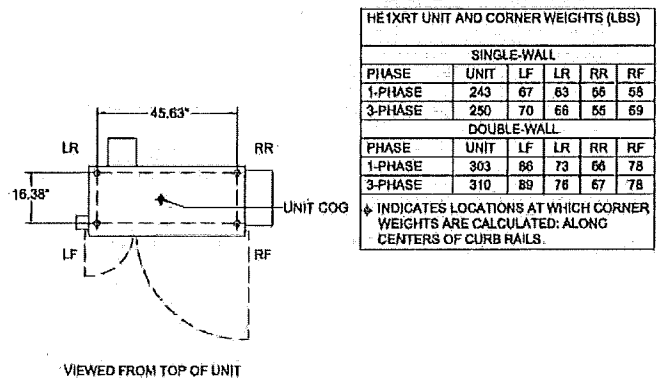 HE1XRT UNIT AND CORNER WEIGHTS (LBS)
SINGLE-WALL
PHASE UNIT LF LR RR RF
1-PHASE 243 67 63 55 58
3-PHASE 250 70 66 55 59
DOUBLE-WALL
PHASE UNIT LF LR RR RF
1-PHASE 303 86 73 66 78
3-PHASE 310 89 76 67 78
INDICATES LOCATIONS AT WHICH CORNER
WEIGHTS ARE CALCULATED: ALONG
CENTERS OF CURB RAILS.
45.63"
LR RR
16.38"
UNIT COG
LF RF
VIEWED FROM TOP OF UNIT